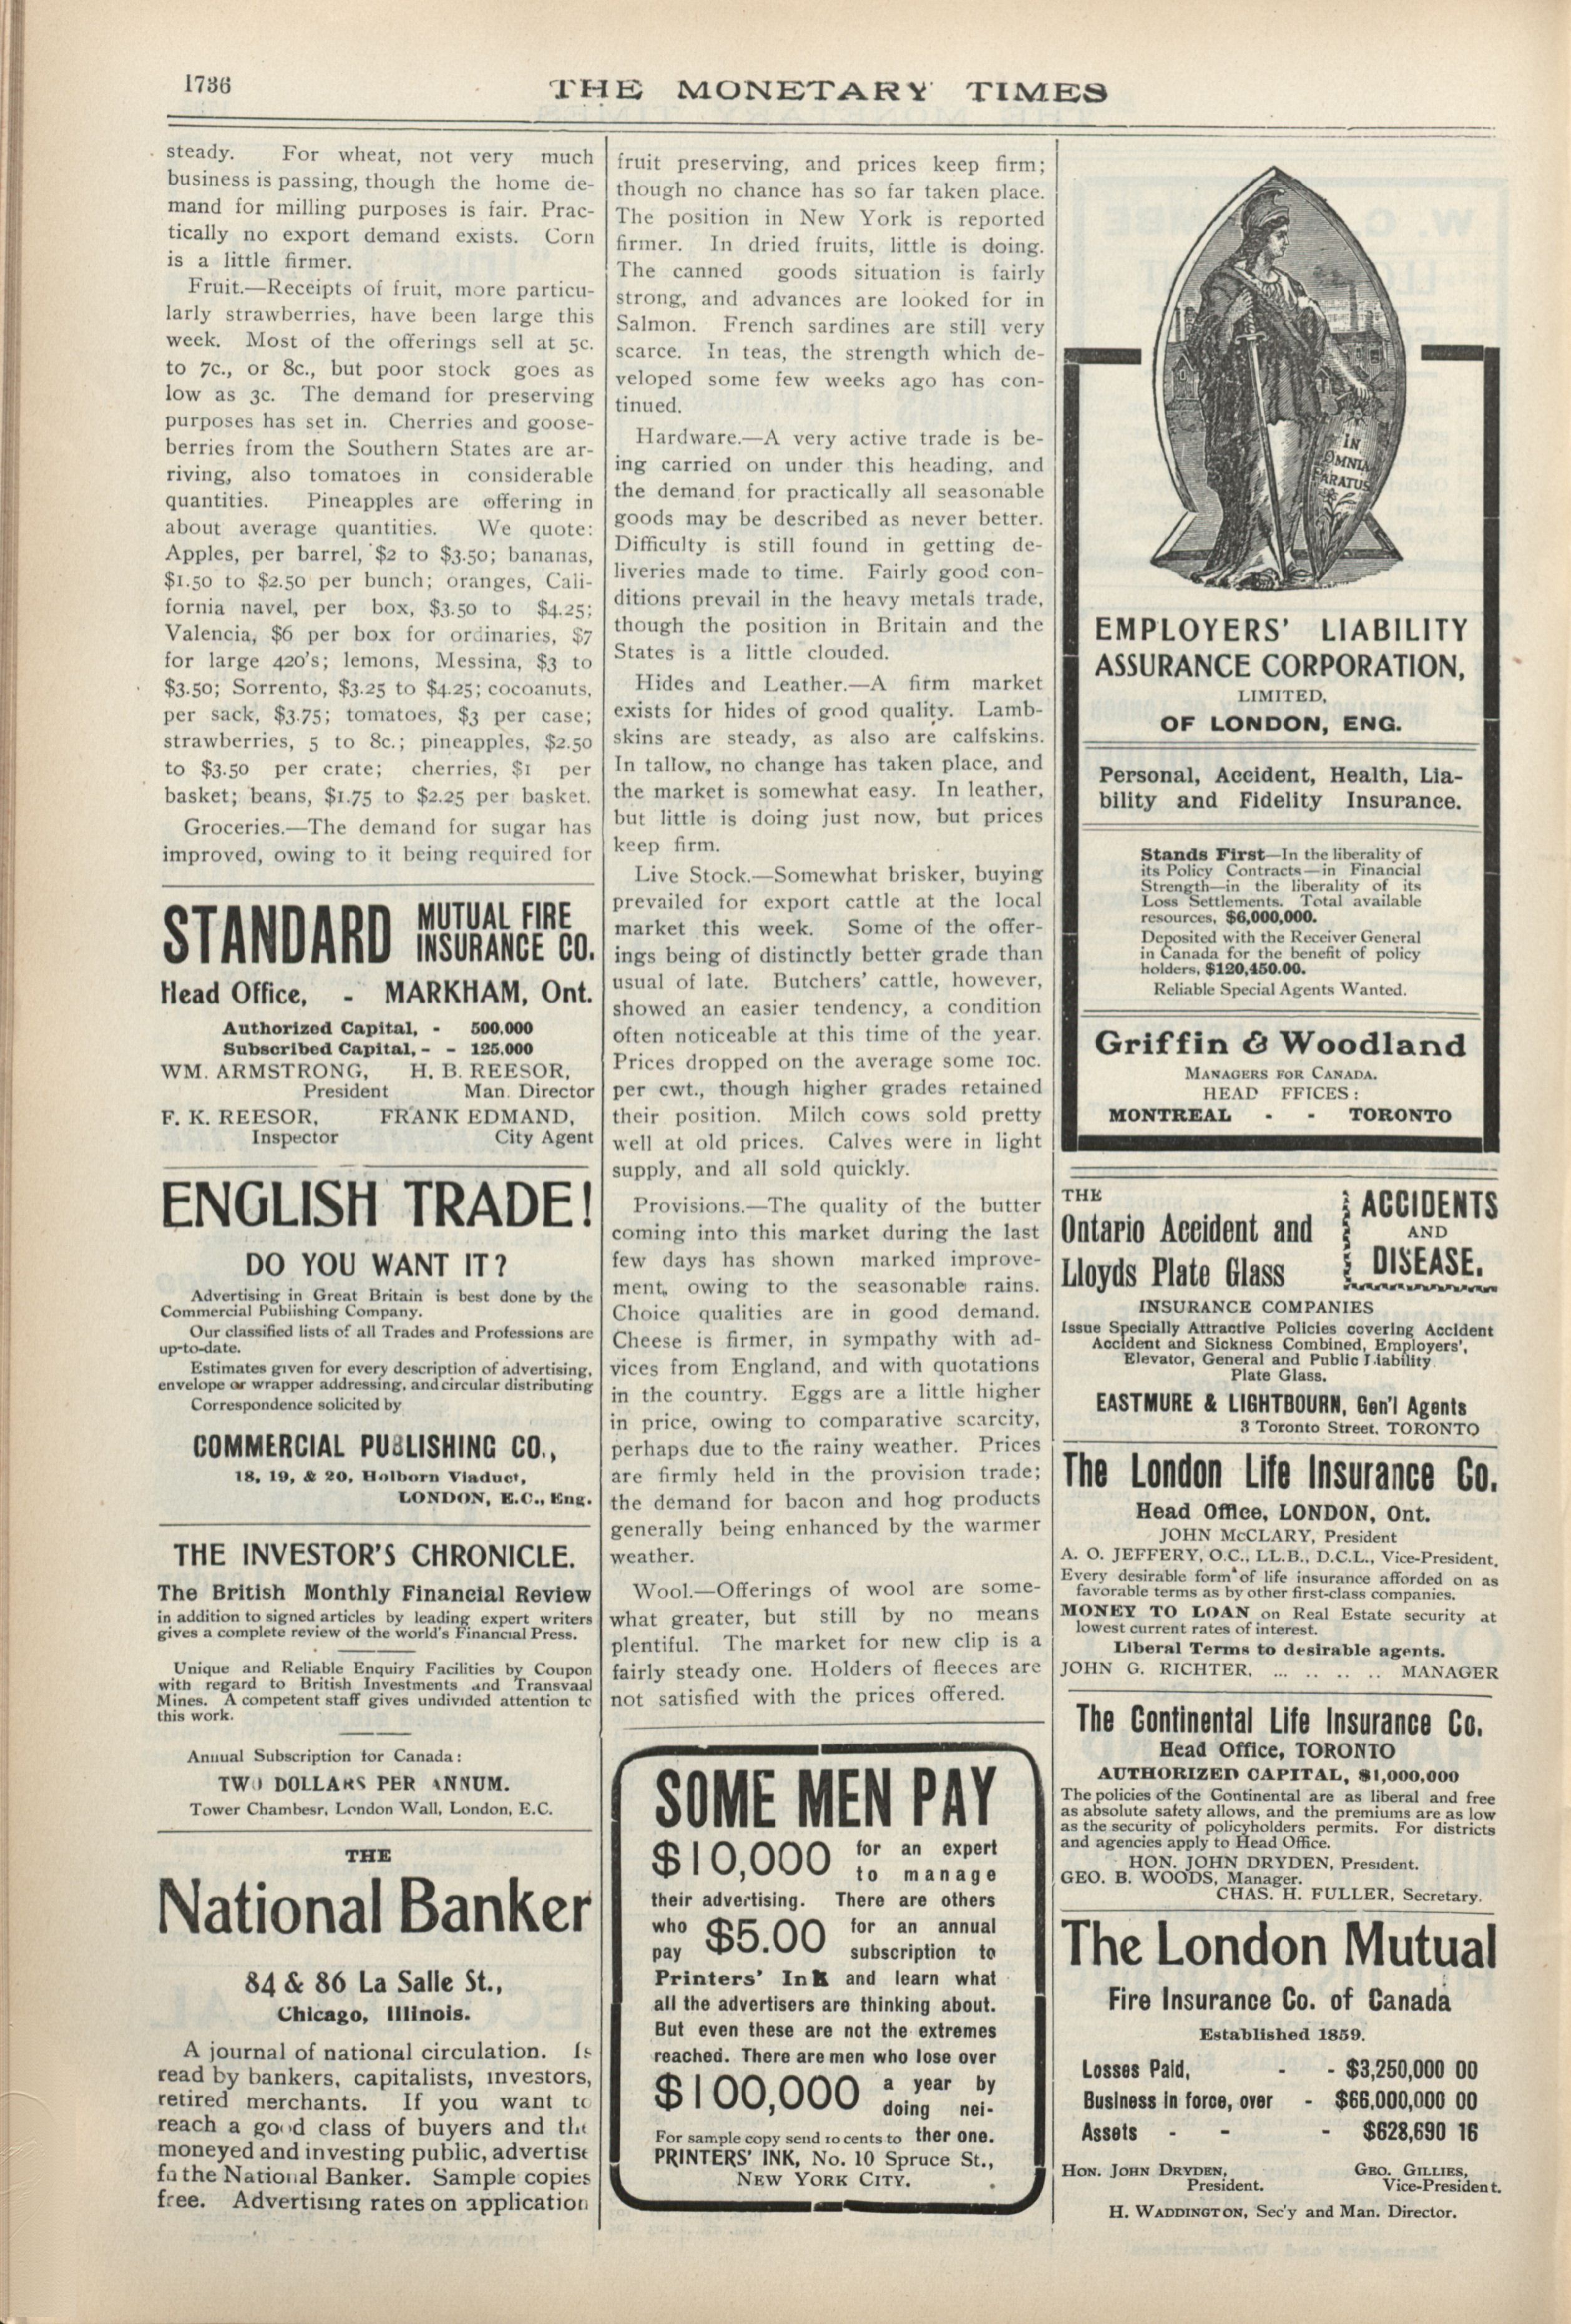 1736
THE MONETARY TIMES
steady. For wheat, not very much
business is passing, though the home de-
mand for milling purposes is fair. Prac-
tically no export demand exists. Corn
is a little firmer.
Fruit.—Receipts of fruit, more particu-
larly strawberries, have been large this
week. Most of the offerings sell at 5c.
to 7c., or 8c., but poor stock goes as
low as 3c. The demand for preserving
purposes has set in. Cherries and goose-
berries from the Southern States are ar-
riving, also tomatoes in considerable
quantities. Pineapples are offering in
about average quantities. We quote:
Apples, per barrel, $2 to $3.50; bananas,
$1.50 to $2.50 per bunch; oranges, Cali-
fornia navel, per box, $3.50 to $4.25;
Valencia, $6 per box for ordinaries, $7
for large 420's; lemons, Messina, $3 to
$3.50; Sorrento, $3.25 to $4.25; cocoanuts,
per sack, $3.75; tomatoes, $3 per case;
strawberries, 5 to 8c.; pineapples, $2.50
to $3.50 per crate; cherries, $1 per
basket; beans, $1.75 to $2.25 per basket.
Groceries.—The demand for sugar has
improved, owing to it being required for
STANDARD MUTUAL FIRE
INSURANCE CO.
Head Office, - MARKHAM, Ont.
Authorized Capital, - 500,000
Subscribed Capital, - - 125,000
WM. ARMSTRONG, H. B. REESOR,
President Man. Director
F. K. REESOR, FRANK EDMAND,
Inspector City Agent
ENGLISH TRADE!
DO YOU WANT IT?
Advertising in Great Britain is best done by the
Commercial Publishing Company.
Our classified lists of all Trades and Professions are
up-to-date.
Estimates given for every description of advertising,
envelope or wrapper addressing, and circular distributing
Correspondence solicited by
COMMERCIAL PUBLISHING CO.,
18, 19, & 20, Holborn Viaduct,
LONDON, E.C., Eng.
THE INVESTOR'S CHRONICLE.
The British Monthly Financial Review
in addition to signed articles by leading expert writers
gives a complete review of the world's Financial Press.
Unique and Reliable Enquiry Facilities by Coupon
with regard to British Investments and Transvaal
Mines. A competent staff gives undivided attention to
this work.
Annual Subscription for Canada:
TWO DOLLARS PER ANNUM.
Tower Chambesr, London Wall, London, E.C.
THE
National Banker
84 & 86 La Salle St.,
Chicago, Illinois.
A journal of national circulation. Is
read by bankers, capitalists, investors,
retired merchants. If you want to
reach a good class of buyers and the
moneyed and investing public, advertise
in the National Banker. Sample copies
free. Advertising rates on application
fruit preserving, and prices keep firm;
though no chance has so far taken place.
The position in New York is reported
firmer. In dried fruits, little is doing.
The canned goods situation is fairly
strong, and advances are looked for in
Salmon. French sardines are still very
scarce. In teas, the strength which de-
veloped some few weeks ago has con-
tinued.
Hardware.—A very active trade is be-
ing carried on under this heading, and
the demand for practically all seasonable
goods may be described as never better.
Difficulty is still found in getting de-
liveries made to time. Fairly good con-
ditions prevail in the heavy metals trade,
though the position in Britain and the
States is a little clouded.
Hides and Leather.—A firm market
exists for hides of good quality. Lamb-
skins are steady, as also are calfskins.
In tallow, no change has taken place, and
the market is somewhat easy. In leather,
but little is doing just now, but prices
keep firm.
Live Stock.—Somewhat brisker, buying
prevailed for export cattle at the local
market this week. Some of the offer-
ings being of distinctly better grade than
usual of late. Butchers' cattle, however,
showed an easier tendency, a condition
often noticeable at this time of the year.
Prices dropped on the average some 10c.
per cwt., though higher grades retained
their position. Milch cows sold pretty
well at old prices. Calves were in light
supply, and all sold quickly.
Provisions.—The quality of the butter
coming into this market during the last
few days has shown marked improve-
ment, owing to the seasonable rains.
Choice qualities are in good demand.
Cheese is firmer, in sympathy with ad-
vices from England, and with quotations
in the country. Eggs are a little higher
in price, owing to comparative scarcity,
perhaps due to the rainy weather. Prices
are firmly held in the provision trade;
the demand for bacon and hog products
generally being enhanced by the warmer
weather.
Wool.—Offerings of wool are some-
what greater, but still by no means
plentiful. The market for new clip is a
fairly steady one. Holders of fleeces are
not satisfied with the prices offered.
SOME MEN PAY
$10,000 for an expert
to manage
their advertising. There are others
who $5.00 for an annual
pay subscription to
Printers' Ink and learn what
all the advertisers are thinking about.
But even these are not the extremes
reached. There are men who lose over
$100,000 a year by
doing nei-
For sample copy send 10 cents to ther one.
PRINTERS' INK, No. 10 Spruce St.,
NEW YORK CITY.
IN
OMNIA
PARATUS
EMPLOYERS' LIABILITY
ASSURANCE CORPORATION,
LIMITED,
OF LONDON, ENG.
Personal, Accident, Health, Lia-
bility and Fidelity Insurance.
Stands First—In the liberality of
its Policy Contracts—in Financial
Strength—in the liberality of its
Loss Settlements. Total available
resources, $6,000,000.
Deposited with the Receiver General
in Canada for the benefit of policy
holders, $120,450.00.
Reliable Special Agents Wanted.
Griffin & Woodland
MANAGERS FOR CANADA.
HEAD FFICES:
MONTREAL - - TORONTO
THE
Ontario Accident and
Lloyds Plate Glass
ACCIDENTS
AND
DISEASE.
INSURANCE COMPANIES
Issue Specially Attractive Policies covering Accident
Accident and Sickness Combined, Employers',
Elevator, General and Public Liability
Plate Glass.
EASTMURE & LIGHTBOURN, Gen'l Agents
3 Toronto Street, TORONTO
The London Life Insurance Co.
Head Office, LONDON, Ont.
JOHN McCLARY, President
A. O. JEFFERY, O.C., LL.B., D.C.L., Vice-President.
Every desirable form of life insurance afforded on as
favorable terms as by other first-class companies.
MONEY TO LOAN on Real Estate security at
lowest current rates of interest.
Liberal Terms to desirable agents.
JOHN G. RICHTER, ... .. .. .. MANAGER
The Continental Life Insurance Co.
Head Office, TORONTO
AUTHORIZED CAPITAL, $1,000,000
The policies of the Continental are as liberal and free
as absolute safety allows, and the premiums are as low
as the security of policyholders permits. For districts
and agencies apply to Head Office.
HON. JOHN DRYDEN, President.
GEO. B. WOODS, Manager.
CHAS. H. FULLER, Secretary.
The London Mutual
Fire Insurance Co. of Canada
Established 1859.
Losses Paid, - - $3,250,000 00
Business in force, over - $66,000,000 00
Assets - - - $628,690 16
HON. JOHN DRYDEN, GEO. GILLIES,
President. Vice-President.
H. WADDINGTON, Sec'y and Man. Director.